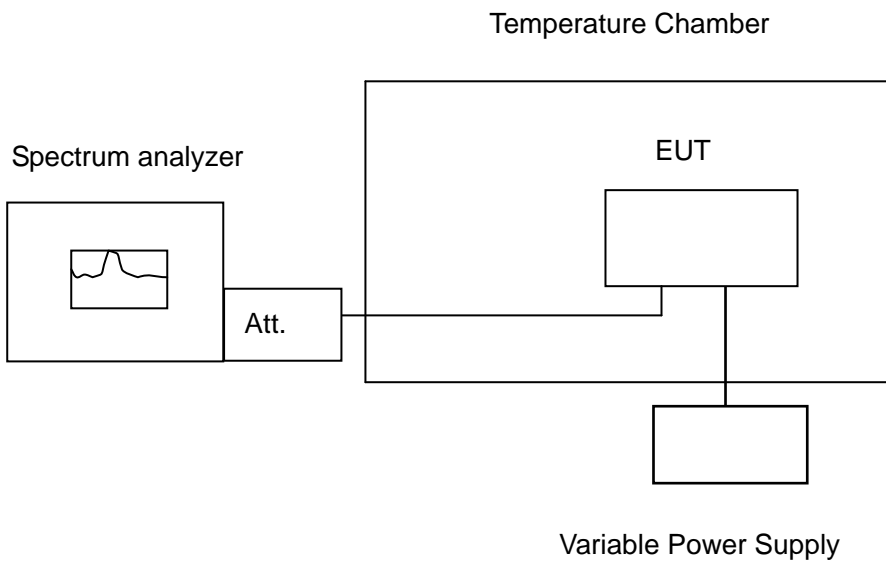 Temperature Chamber
Spectrum analyzer
EUT
Att.
Variable Power Supply